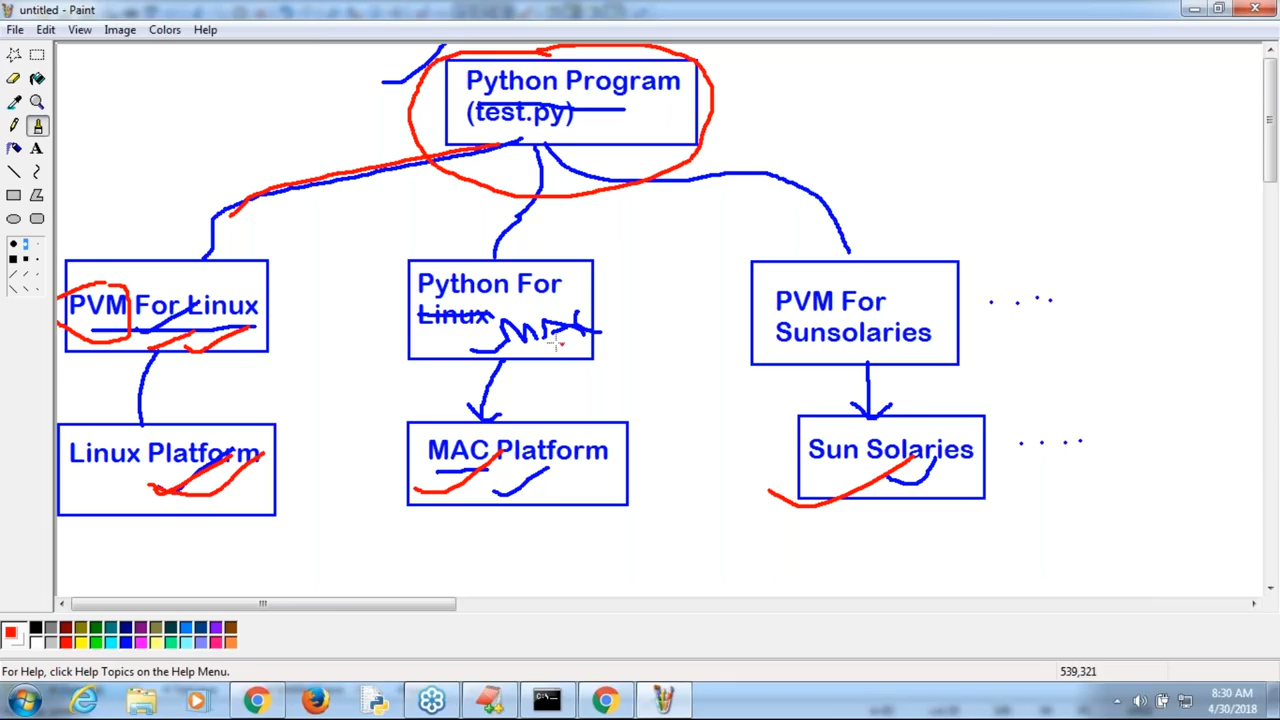 untitled - Paint
File Edit View Image Colors Help
Python Program
(test.py)
PVM For Linux
Python For
Linux
PVM For
Sunsolaries
Linux Platform
MAC Platform
Sun Solaries
For Help, click Help Topics on the Help Menu.
539,321
8:30 AM
4/30/2018